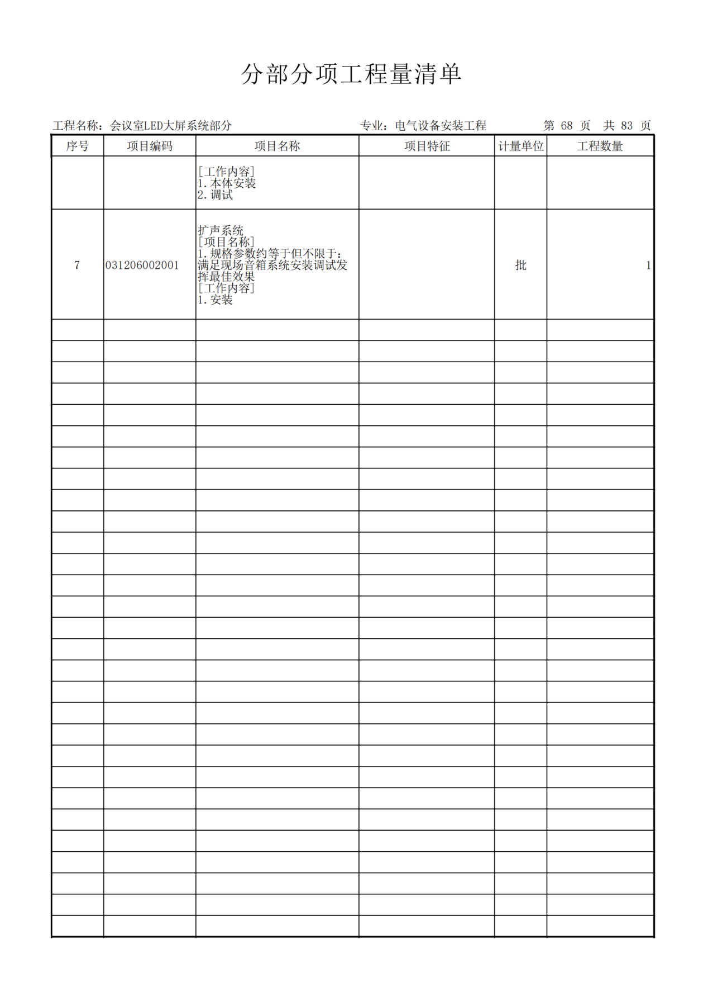 分部分项工程量清单
工程名称：会议室LED大屏系统部分 专业：电气设备安装工程 第 68 页 共 83 页
序号 项目编码 项目名称 项目特征 计量单位 工程数量
[工作内容]
1.本体安装
2.调试
扩声系统
[项目名称]
1.规格参数约等于但不限于：
7 031206002001 满足现场音箱系统安装调试发 批 1
挥最佳效果
[工作内容]
1.安装